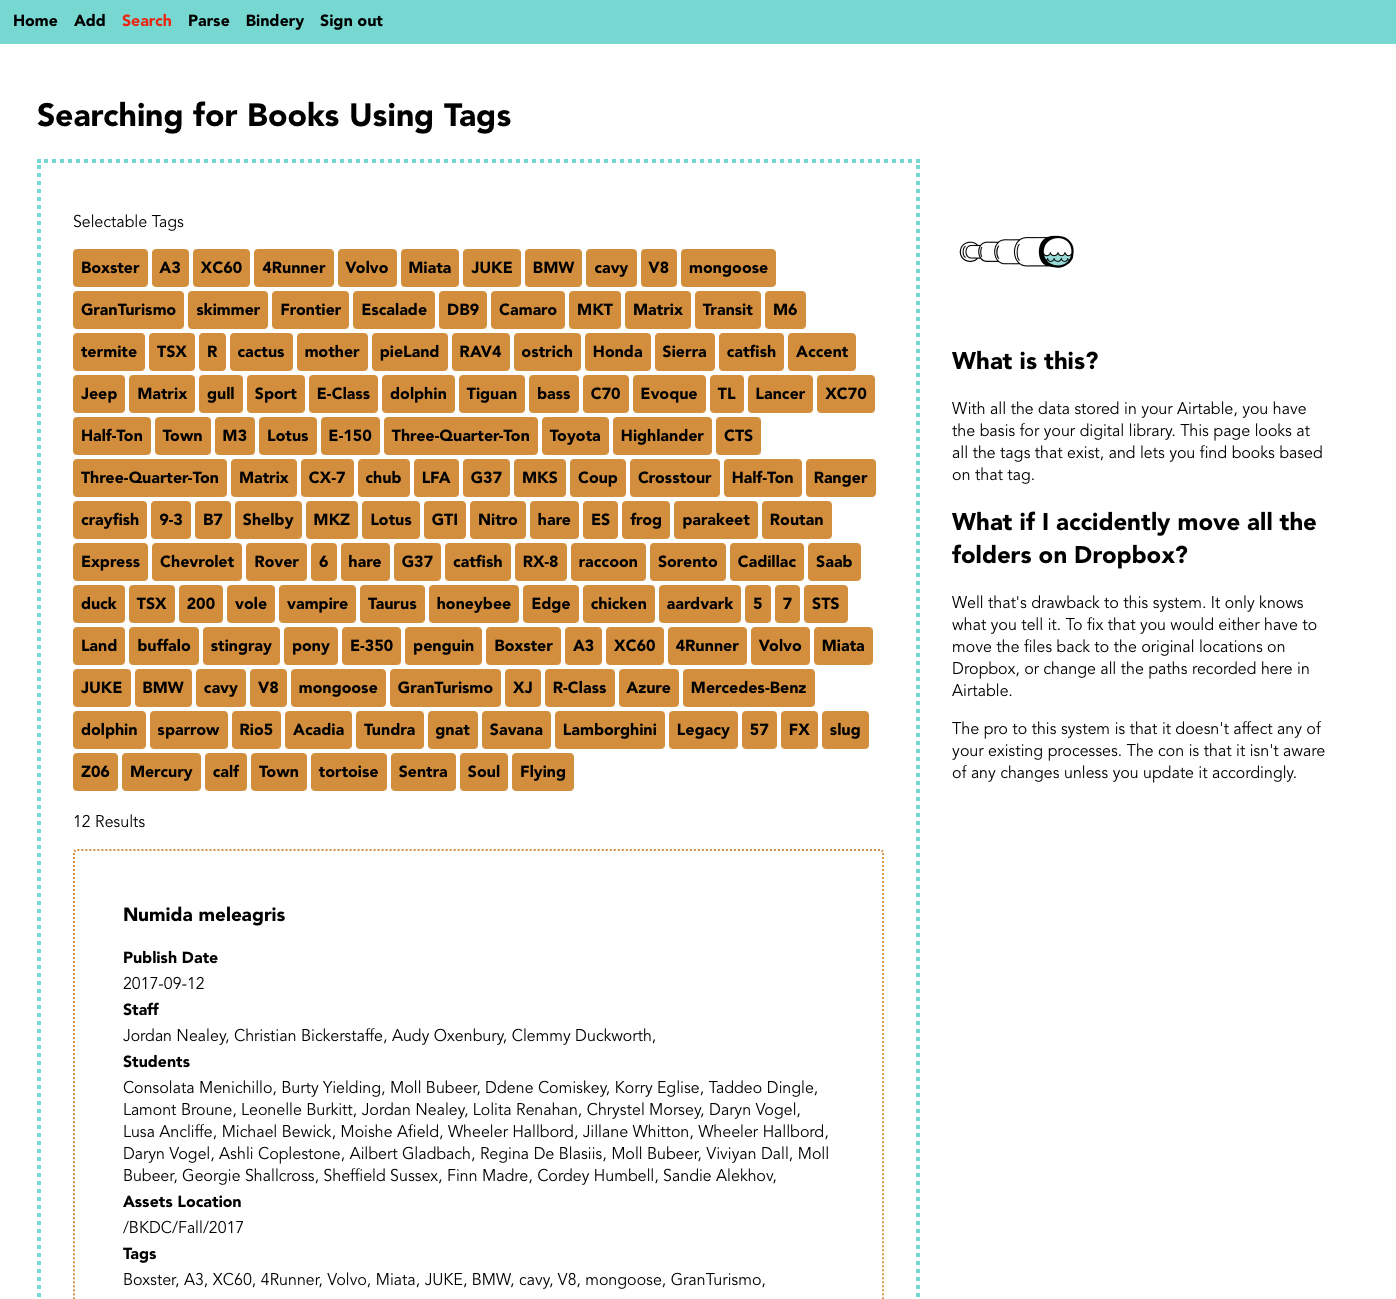 Home Add Search Parse Bindery Sign out
Searching for Books Using Tags
Selectable Tags
Boxster A3 XC60 4Runner Volvo Miata JUKE BMW cavy V8 mongoose
GranTurismo skimmer Frontier Escalade DB9 Camaro MKT Matrix Transit M6
termite TSX R cactus mother pieLand RAV4 ostrich Honda Sierra catfish Accent
Jeep Matrix gull Sport E-Class dolphin Tiguan bass C70 Evoque TL Lancer XC70
Half-Ton Town M3 Lotus E-150 Three-Quarter-Ton Toyota Highlander CTS
Three-Quarter-Ton Matrix CX-7 chub LFA G37 MKS Coup Crosstour Half-Ton Ranger
crayfish 9-3 B7 Shelby MKZ Lotus GTI Nitro hare ES frog parakeet Routan
Express Chevrolet Rover 6 hare G37 catfish RX-8 raccoon Sorento Cadillac Saab
duck TSX 200 vole vampire Taurus honeybee Edge chicken aardvark 5 7 STS
Land buffalo stingray pony E-350 penguin Boxster A3 XC60 4Runner Volvo Miata
JUKE BMW cavy V8 mongoose GranTurismo XJ R-Class Azure Mercedes-Benz
dolphin sparrow Rio5 Acadia Tundra gnat Savana Lamborghini Legacy 57 FX slug
Z06 Mercury calf Town tortoise Sentra Soul Flying
12 Results
Numida meleagris
Publish Date
2017-09-12
Staff
Jordan Nealey, Christian Bickerstaffe, Audy Oxenbury, Clemmy Duckworth,
Students
Consolata Menichillo, Burty Yielding, Moll Bubeer, Ddene Comiskey, Korry Eglise, Taddeo Dingle,
Lamont Broune, Leonelle Burkitt, Jordan Nealey, Lolita Renahan, Chrystel Morsey, Daryn Vogel,
Lusa Ancliffe, Michael Bewick, Moishe Afield, Wheeler Hallbord, Jillane Whitton, Wheeler Hallbord,
Daryn Vogel, Ashli Coplestone, Ailbert Gladbach, Regina De Blasiis, Moll Bubeer, Viviyan Dall, Moll
Bubeer, Georgie Shallcross, Sheffield Sussex, Finn Madre, Cordey Humbell, Sandie Alekhov,
Assets Location
/BKDC/Fall/2017
Tags
Boxster, A3, XC60, 4Runner, Volvo, Miata, JUKE, BMW, cavy, V8, mongoose, GranTurismo,
What is this?
With all the data stored in your Airtable, you have
the basis for your digital library. This page looks at
all the tags that exist, and lets you find books based
on that tag.
What if I accidently move all the
folders on Dropbox?
Well that's drawback to this system. It only knows
what you tell it. To fix that you would either have to
move the files back to the original locations on
Dropbox, or change all the paths recorded here in
Airtable.
The pro to this system is that it doesn't affect any of
your existing processes. The con is that it isn't aware
of any changes unless you update it accordingly.